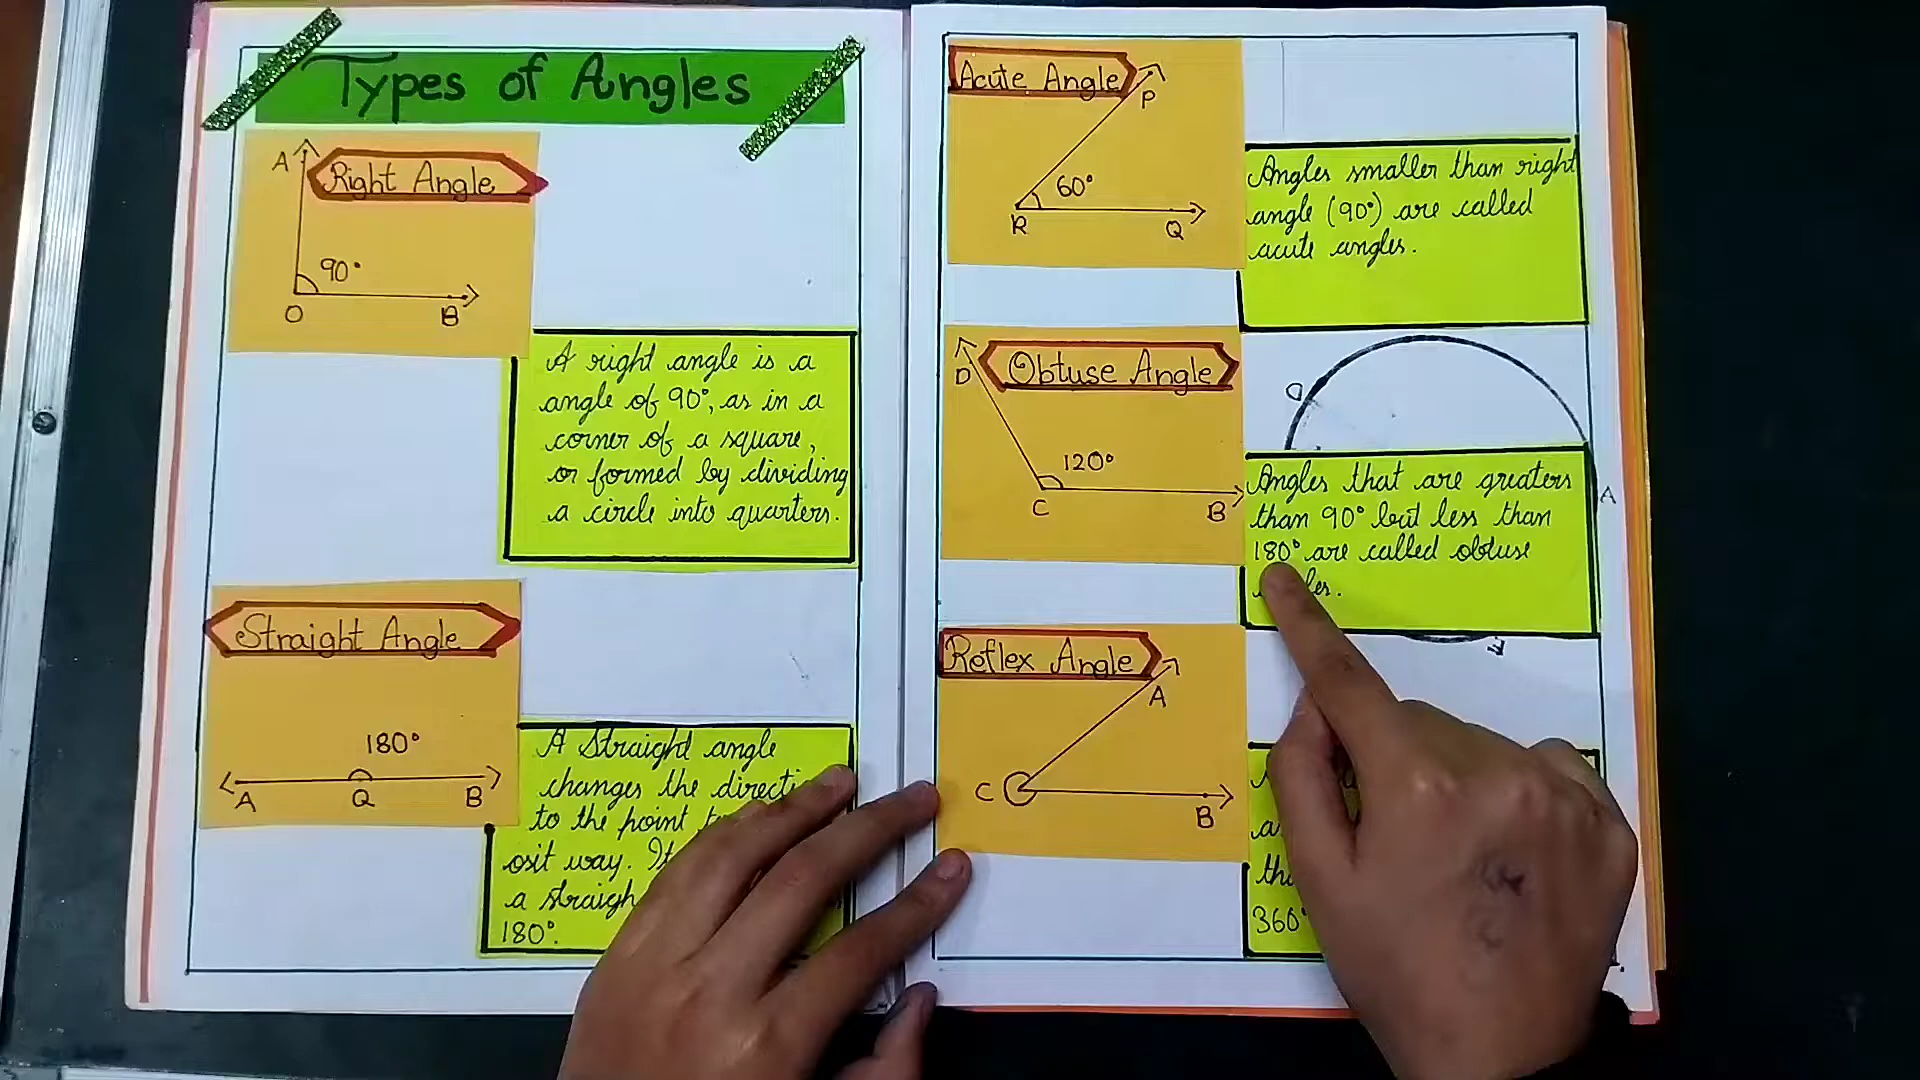 Types of Angles
A
Right Angle
90°
O
B
A right angle is a
angle of 90°, as in a
corner of a square,
or formed by dividing
a circle into quarters.
Straight Angle
180°
A
Q
B
A Straight angle
changes the
to the point
osit way.
a
180°.
Acute Angle
P
60°
R
Q
Angles smaller than right
angle (90°) are called
acute angles.
D
Obtuse Angle
120°
C
B
Angles that are greaters
than 90° but less than
180° are called obtuse
A
Reflex Angle
A
C
B
360°